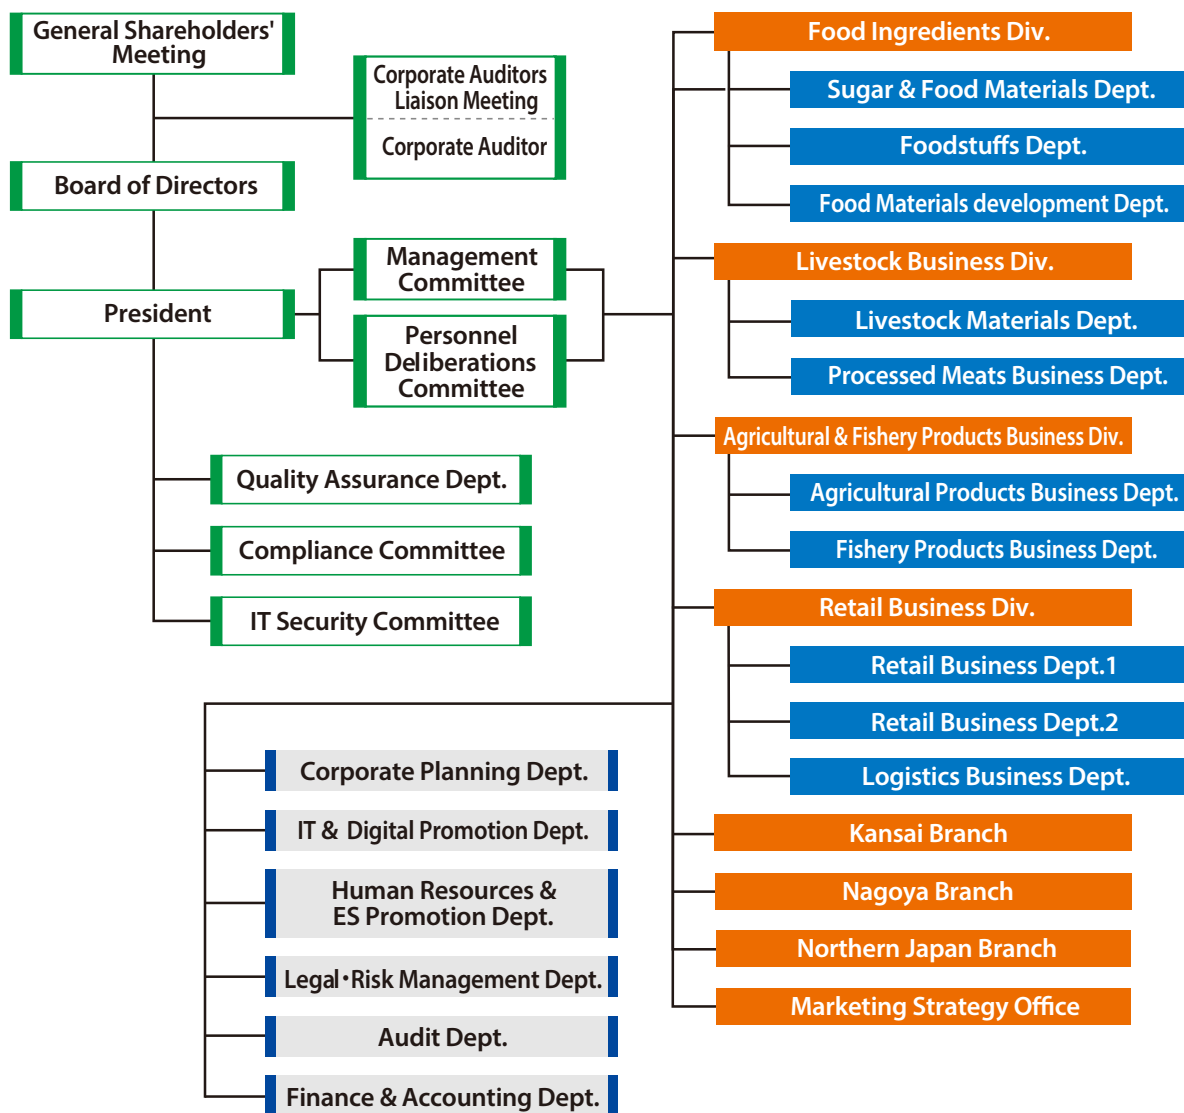 General Shareholders'
Meeting
Corporate Auditors
Liaison Meeting
Corporate Auditor
Board of Directors
Management
Committee
President
Personnel
Deliberations
Committee
Quality Assurance Dept.
Compliance Committee
IT Security Committee
Corporate Planning Dept.
IT & Digital Promotion Dept.
Human Resources &
ES Promotion Dept.
Legal・Risk Management Dept.
Audit Dept.
Finance & Accounting Dept.
Food Ingredients Div.
Sugar & Food Materials Dept.
Foodstuffs Dept.
Food Materials development Dept.
Livestock Business Div.
Livestock Materials Dept.
Processed Meats Business Dept.
Agricultural & Fishery Products Business Div.
Agricultural Products Business Dept.
Fishery Products Business Dept.
Retail Business Div.
Retail Business Dept.1
Retail Business Dept.2
Logistics Business Dept.
Kansai Branch
Nagoya Branch
Northern Japan Branch
Marketing Strategy Office